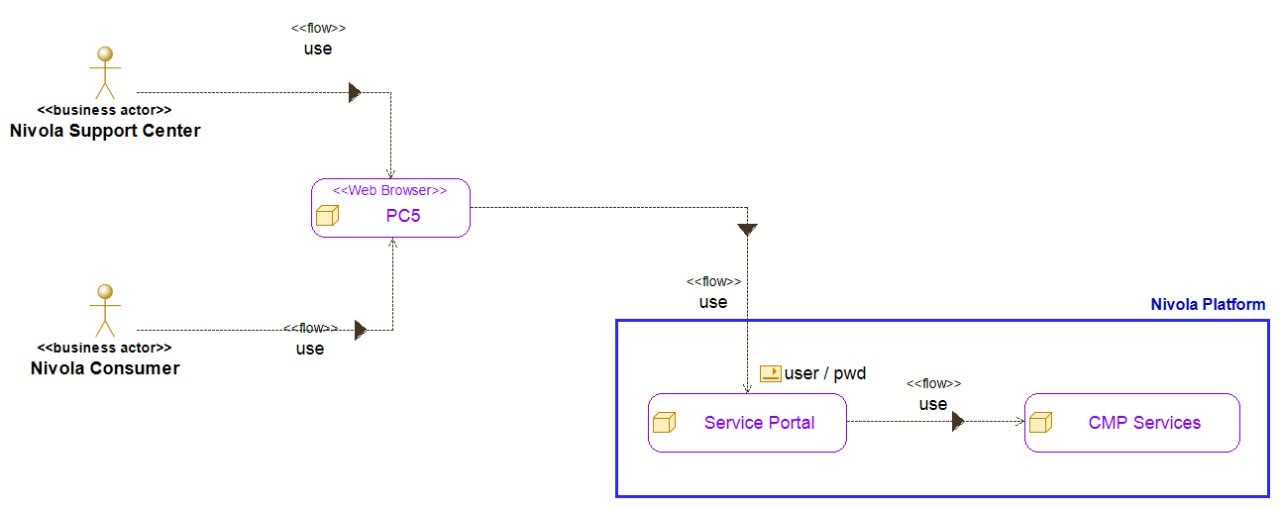 <<flow>>
use
<<business actor>>
Nivola Support Center
<<Web Browser>>
PC5
<<flow>>
use
<<business actor>>
Nivola Consumer
<<flow>>
use
Nivola Platform
user / pwd
<<flow>>
use
Service Portal
CMP Services